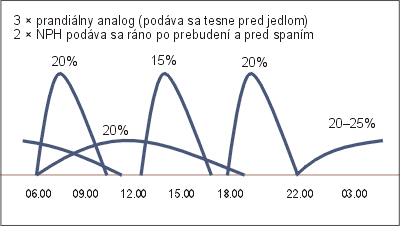 3 × prandiálny analog (podáva sa tesne pred jedlom)
2 × NPH podáva sa ráno po prebudení a pred spaním
20% 15% 20%
20% 20–25%
06.00 09.00 12.00 15.00 18.00 22.00 03.00